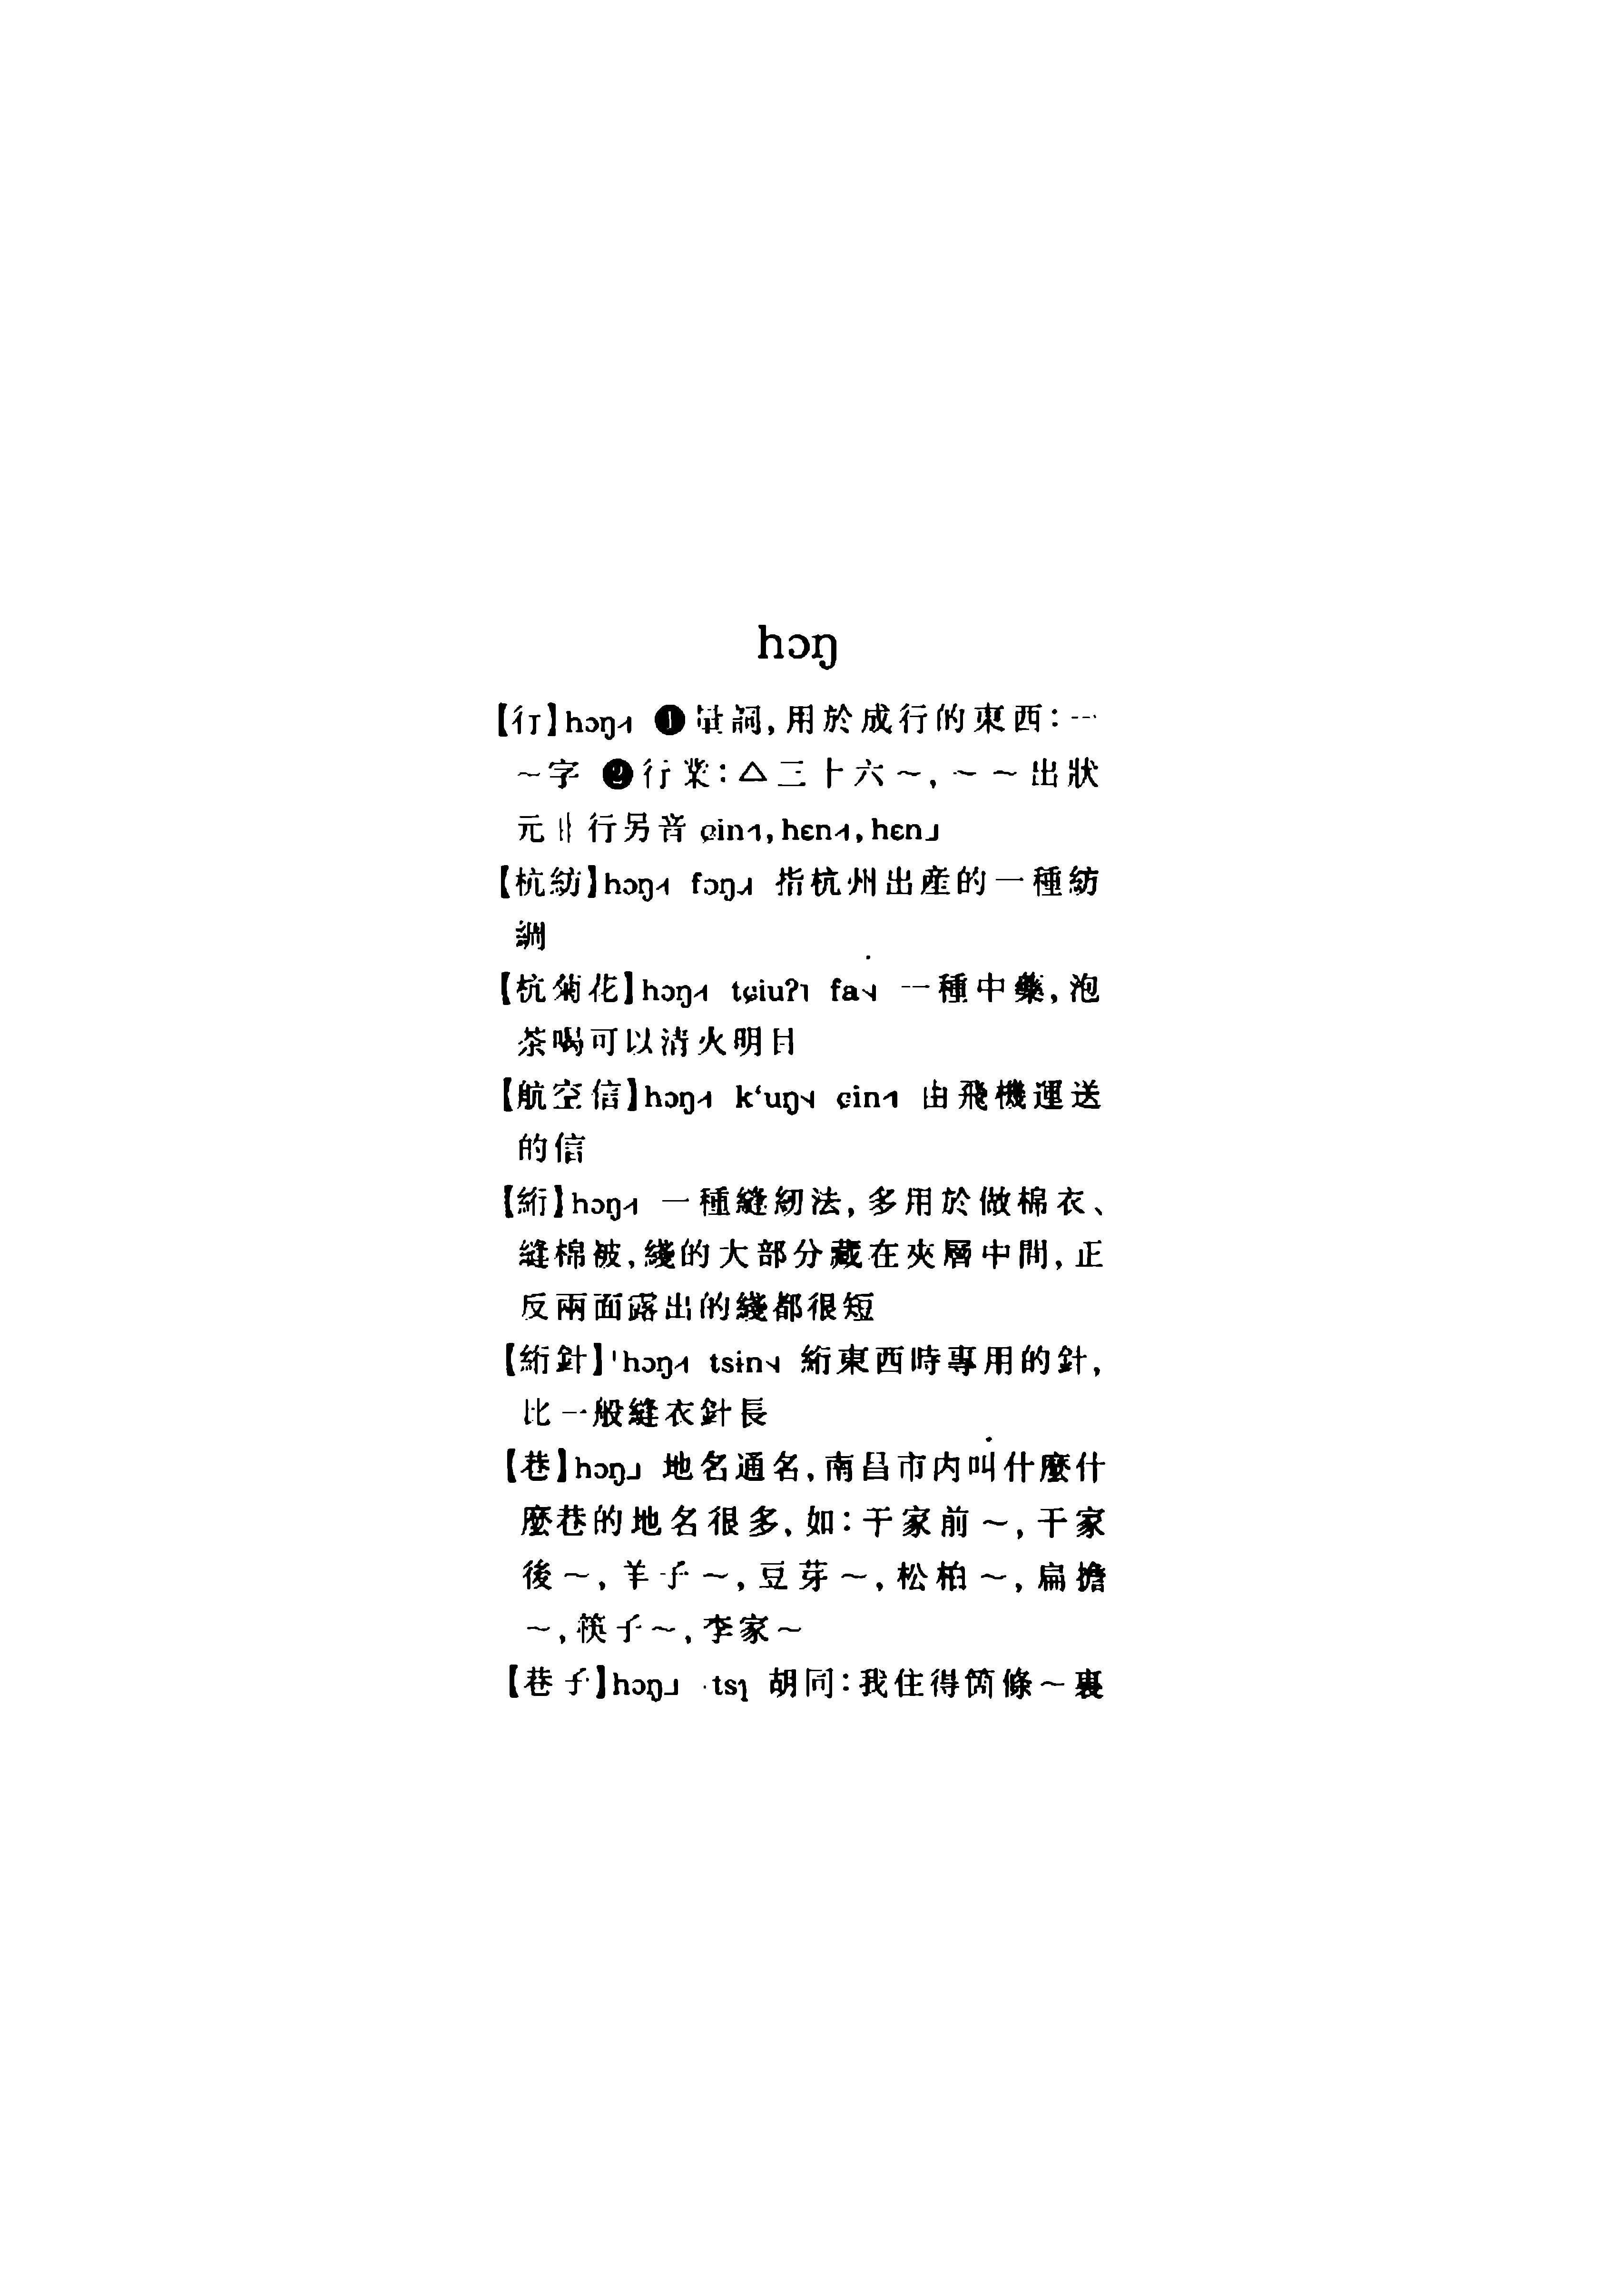 hɔŋ
【行】hɔŋ˧˥ ❶量詞，用於成行的東西：一
～字 ❷行業：△三十六～，～～出狀
元 ‖ 行另音 ɕin˧˥, hɛn˧˥, hɛn˩
【杭紡】hɔŋ˧˥ fɔŋ˨˩˧ 指杭州出産的一種紡
綢
【杭菊花】hɔŋ˧˥ tɕiuʔ˥ fa˦˨ 一種中藥，泡
茶喝可以清火明目
【航空信】hɔŋ˧˥ k‘uŋ˦˨ ɕin˧˥ 由飛機運送
的信
【絎】hɔŋ˧˥ 一種縫紉法，多用於做棉衣、
縫棉被，綫的大部分藏在夾層中間，正
反兩面露出的綫都很短
【絎針】hɔŋ˧˥ tsin˦˨ 絎東西時專用的針，
比一般縫衣針長
【巷】hɔŋ˩ 地名通名，南昌市内叫什麽什
麽巷的地名很多，如：干家前～，干家
後～，羊子～，豆芽～，松柏～，扁擔
～，筷子～，李家～
【巷子】hɔŋ˩ ·tsɿ 胡同：我住得箇條～裏